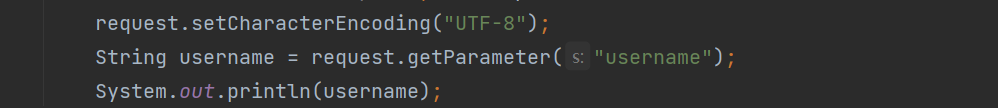 request.setCharacterEncoding("UTF-8");
String username = request.getParameter( s: "username");
System.out.println(username);